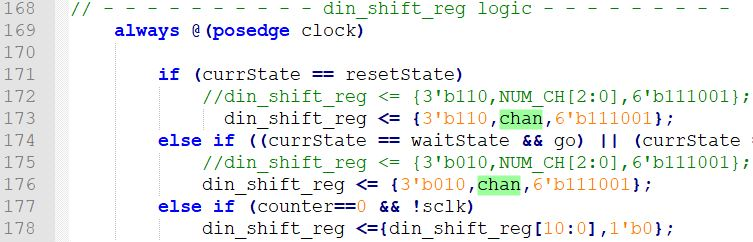 168 // - - - - - - - - - - - din_shift_reg logic - - - - - - - - -
169 always @(posedge clock)
170
171 if (currState == resetState)
172 //din_shift_reg <= {3'b110,NUM_CH[2:0],6'b111001};
173 din_shift_reg <= {3'b110,chan,6'b111001};
174 else if ((currState == waitState && go) || (currState =
175 //din_shift_reg <= {3'b010,NUM_CH[2:0],6'b111001};
176 din_shift_reg <= {3'b010,chan,6'b111001};
177 else if (counter==0 && !sclk)
178 din_shift_reg <={din_shift_reg[10:0],1'b0};